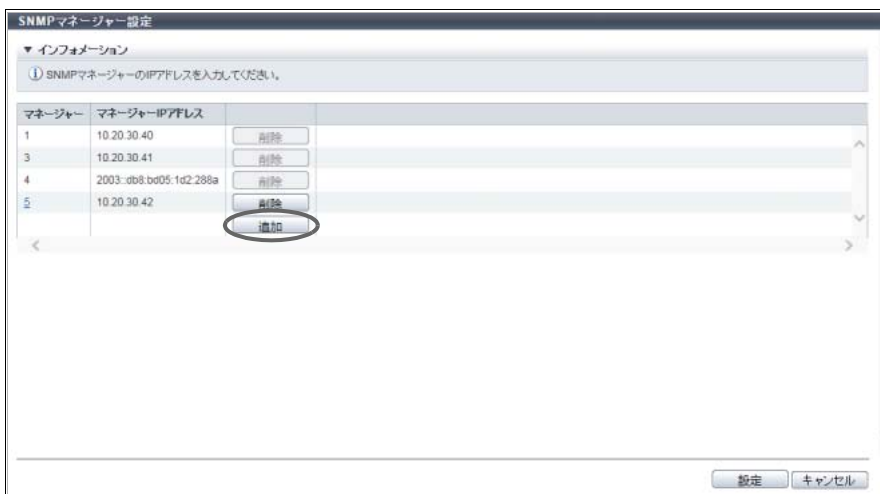 SNMPマネージャー設定
▼ インフォメーション
SNMPマネージャーのIPアドレスを入力してください。
マネージャー マネージャーIPアドレス
1 10.20.30.40 削除
3 10.20.30.41 削除
4 2003::db8:bd05:1d2:288a 削除
5 10.20.30.42 削除
追加
設定 キャンセル